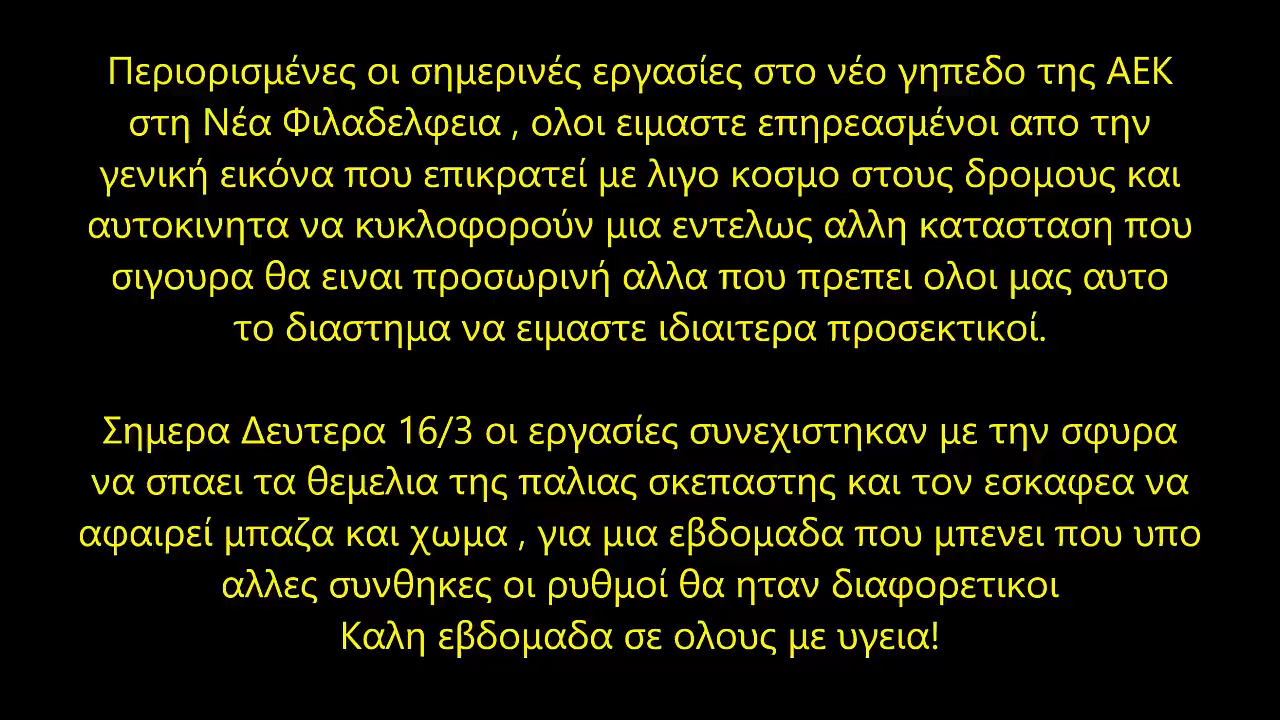 Περιορισμένες οι σημερινές εργασίες στο νέο γηπεδο της ΑΕΚ
στη Νέα Φιλαδελφεια , ολοι ειμαστε επηρεασμένοι απο την
γενική εικόνα που επικρατεί με λιγο κοσμο στους δρομους και
αυτοκινητα να κυκλοφορούν μια εντελως αλλη κατασταση που
σιγουρα θα ειναι προσωρινή αλλα που πρεπει ολοι μας αυτο
το διαστημα να ειμαστε ιδιαιτερα προσεκτικοί.
Σημερα Δευτερα 16/3 οι εργασίες συνεχιστηκαν με την σφυρα
να σπαει τα θεμελια της παλιας σκεπαστης και τον εσκαφεα να
αφαιρεί μπαζα και χωμα , για μια εβδομαδα που μπενει που υπο
αλλες συνθηκες οι ρυθμοί θα ηταν διαφορετικοι
Καλη εβδομαδα σε ολους με υγεια!